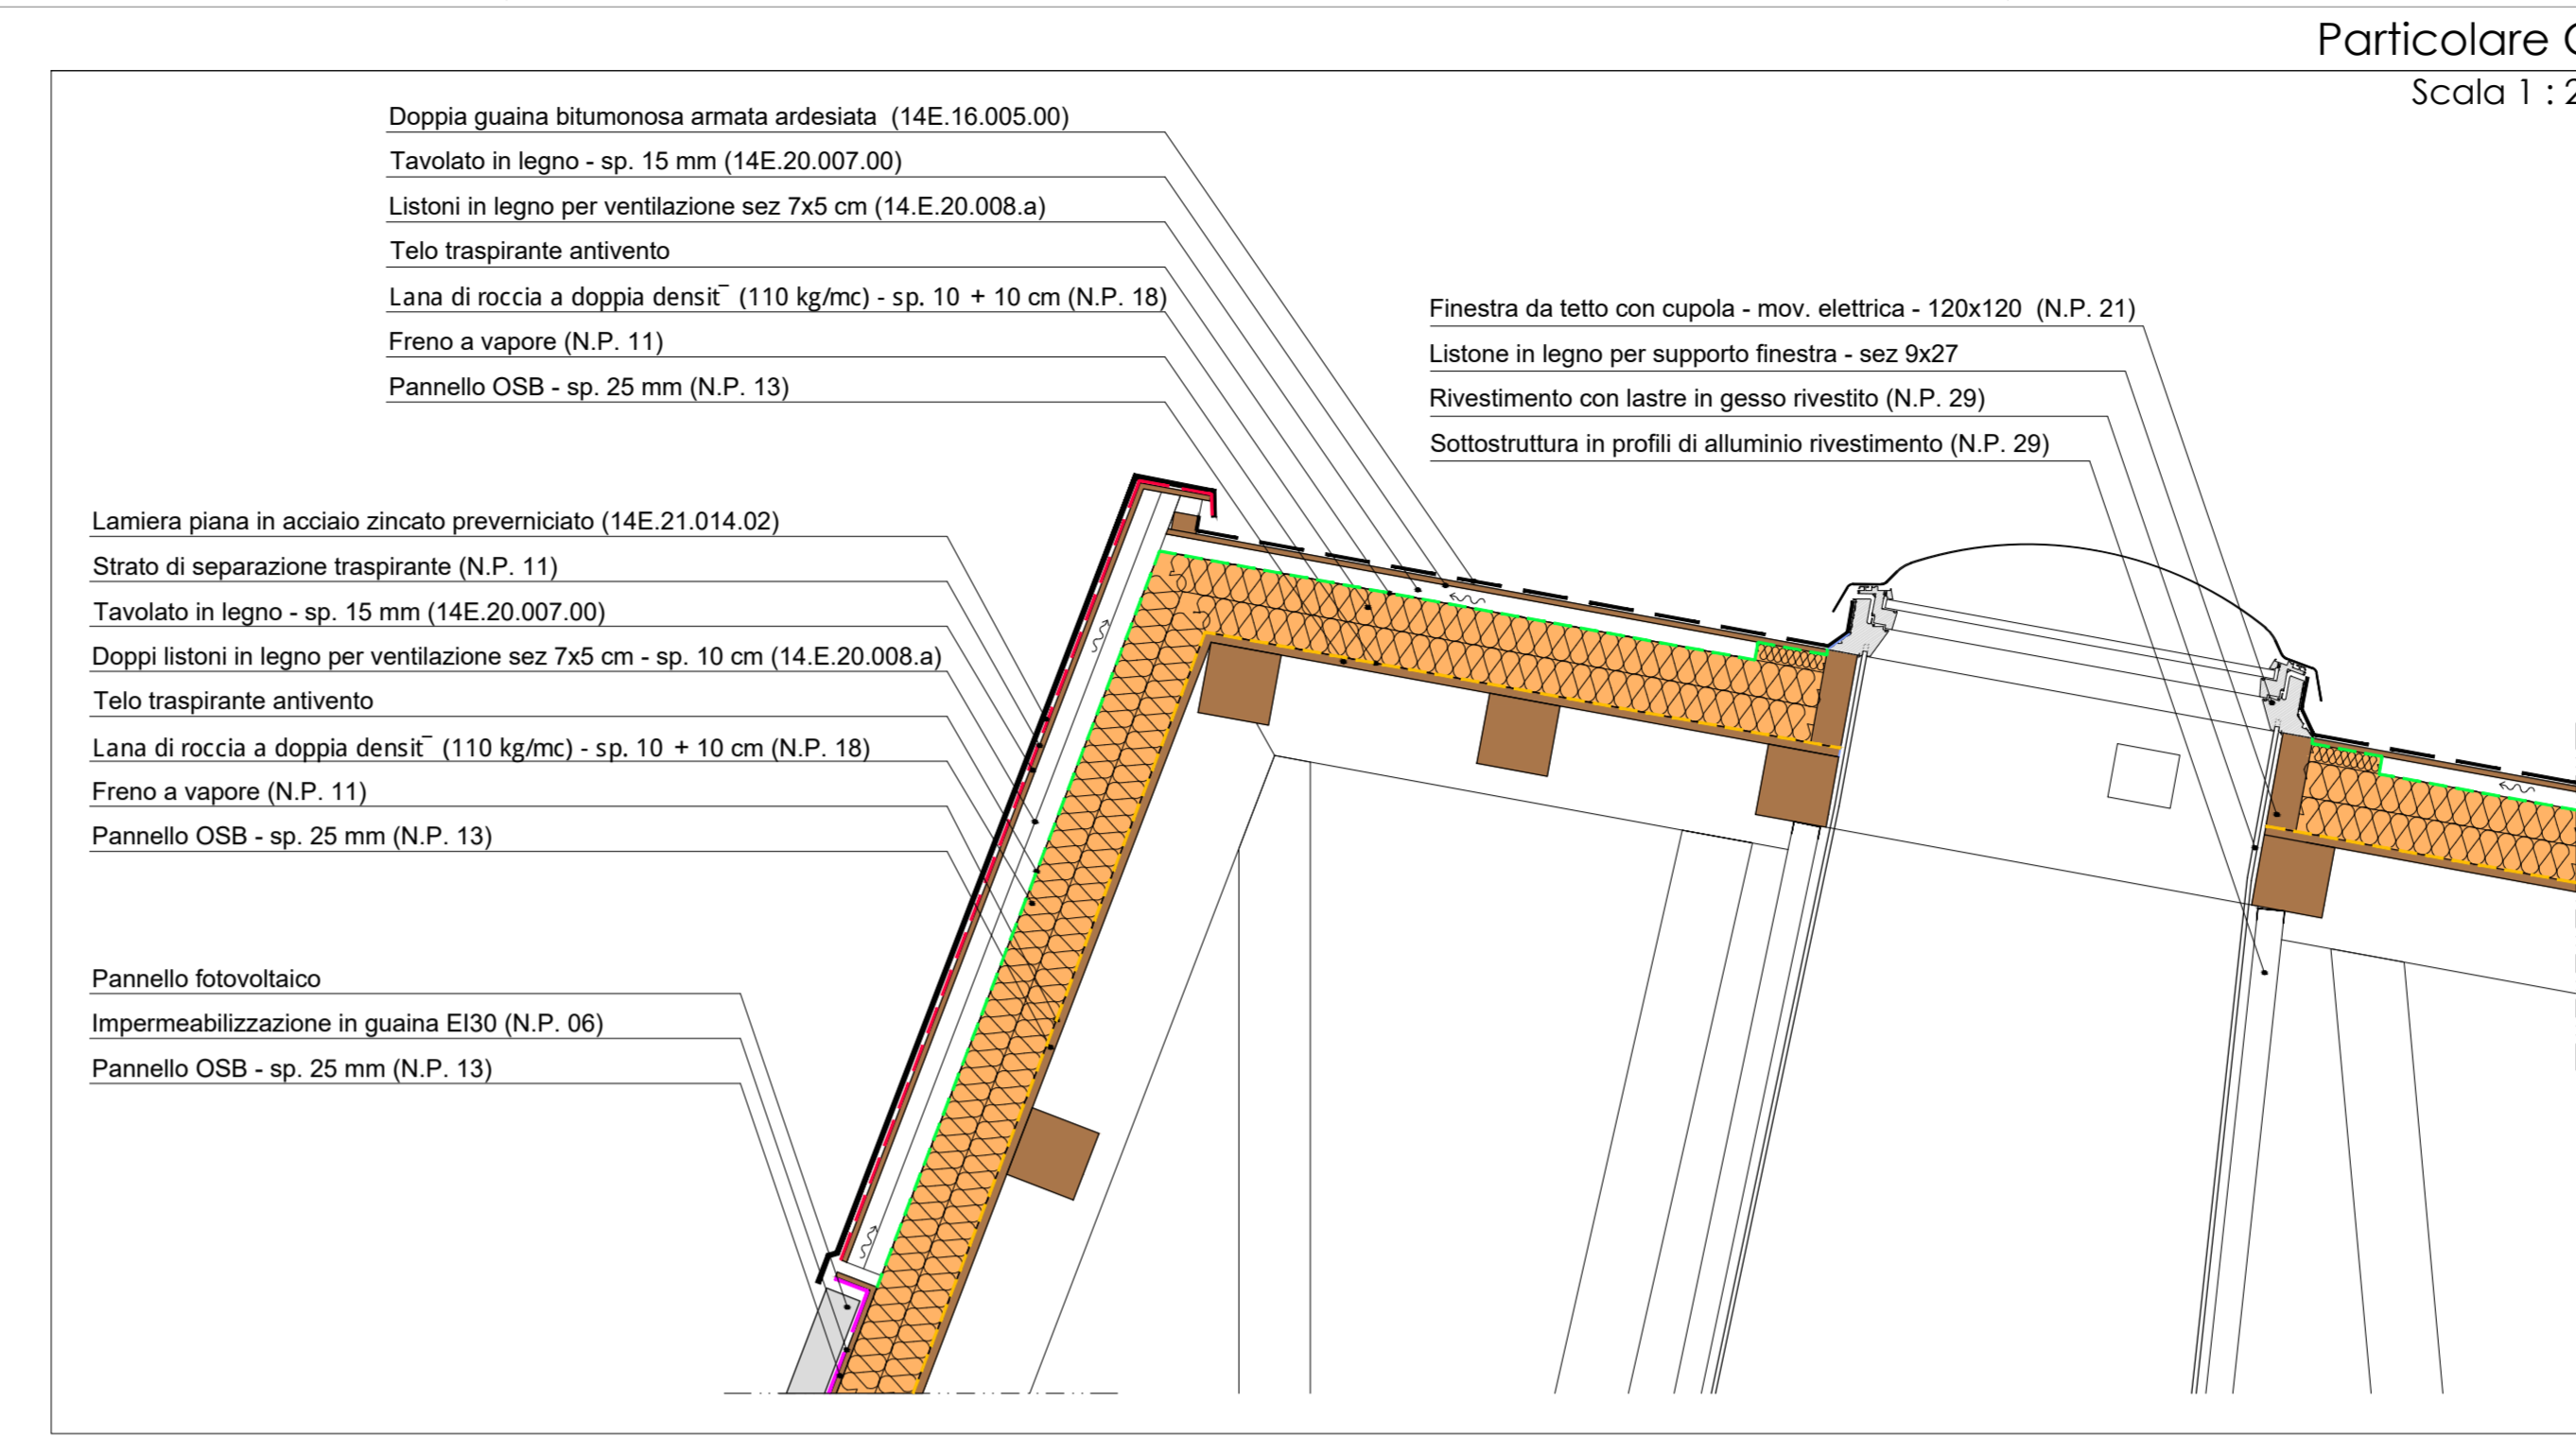 Particolare
Scala 1 : 2
Doppia guaina bitumonosa armata ardesiata (14E.16.005.00)
Tavolato in legno - sp. 15 mm (14E.20.007.00)
Listoni in legno per ventilazione sez 7x5 cm (14.E.20.008.a)
Telo traspirante antivento
Lana di roccia a doppia densit¯ (110 kg/mc) - sp. 10 + 10 cm (N.P. 18)
Freno a vapore (N.P. 11)
Pannello OSB - sp. 25 mm (N.P. 13)
Finestra da tetto con cupola - mov. elettrica - 120x120 (N.P. 21)
Listone in legno per supporto finestra - sez 9x27
Rivestimento con lastre in gesso rivestito (N.P. 29)
Sottostruttura in profili di alluminio rivestimento (N.P. 29)
Lamiera piana in acciaio zincato preverniciato (14E.21.014.02)
Strato di separazione traspirante (N.P. 11)
Tavolato in legno - sp. 15 mm (14E.20.007.00)
Doppi listoni in legno per ventilazione sez 7x5 cm - sp. 10 cm (14.E.20.008.a)
Telo traspirante antivento
Lana di roccia a doppia densit¯ (110 kg/mc) - sp. 10 + 10 cm (N.P. 18)
Freno a vapore (N.P. 11)
Pannello OSB - sp. 25 mm (N.P. 13)
Pannello fotovoltaico
Impermeabilizzazione in guaina EI30 (N.P. 06)
Pannello OSB - sp. 25 mm (N.P. 13)